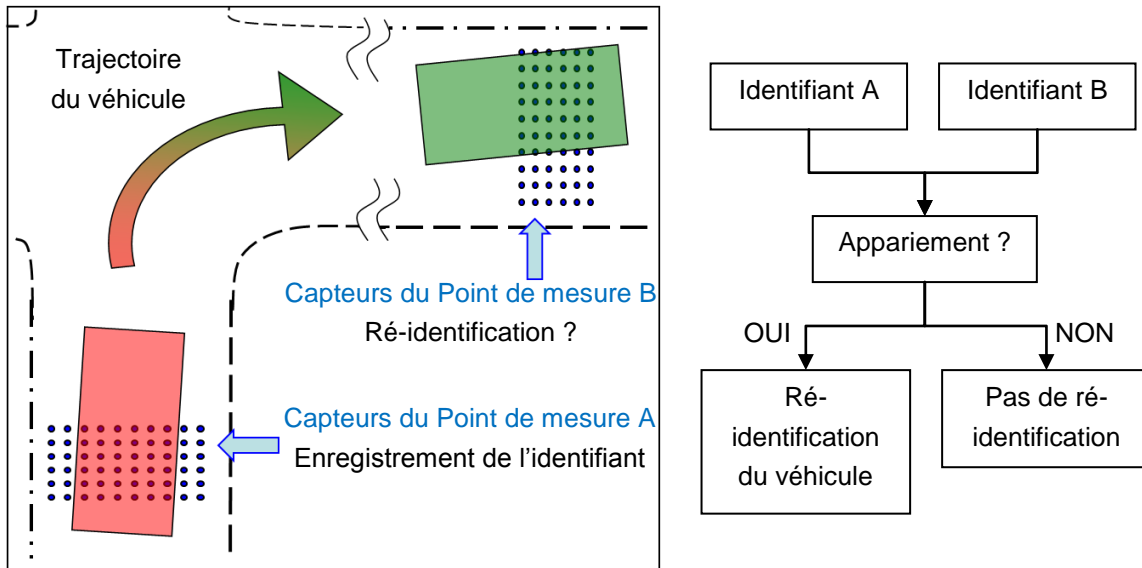 Trajectoire
du véhicule
Capteurs du Point de mesure B
Ré-identification ?
Capteurs du Point de mesure A
Enregistrement de l’identifiant
Identifiant A
Identifiant B
Appariement ?
OUI
NON
Ré-
identification
du véhicule
Pas de ré-
identification